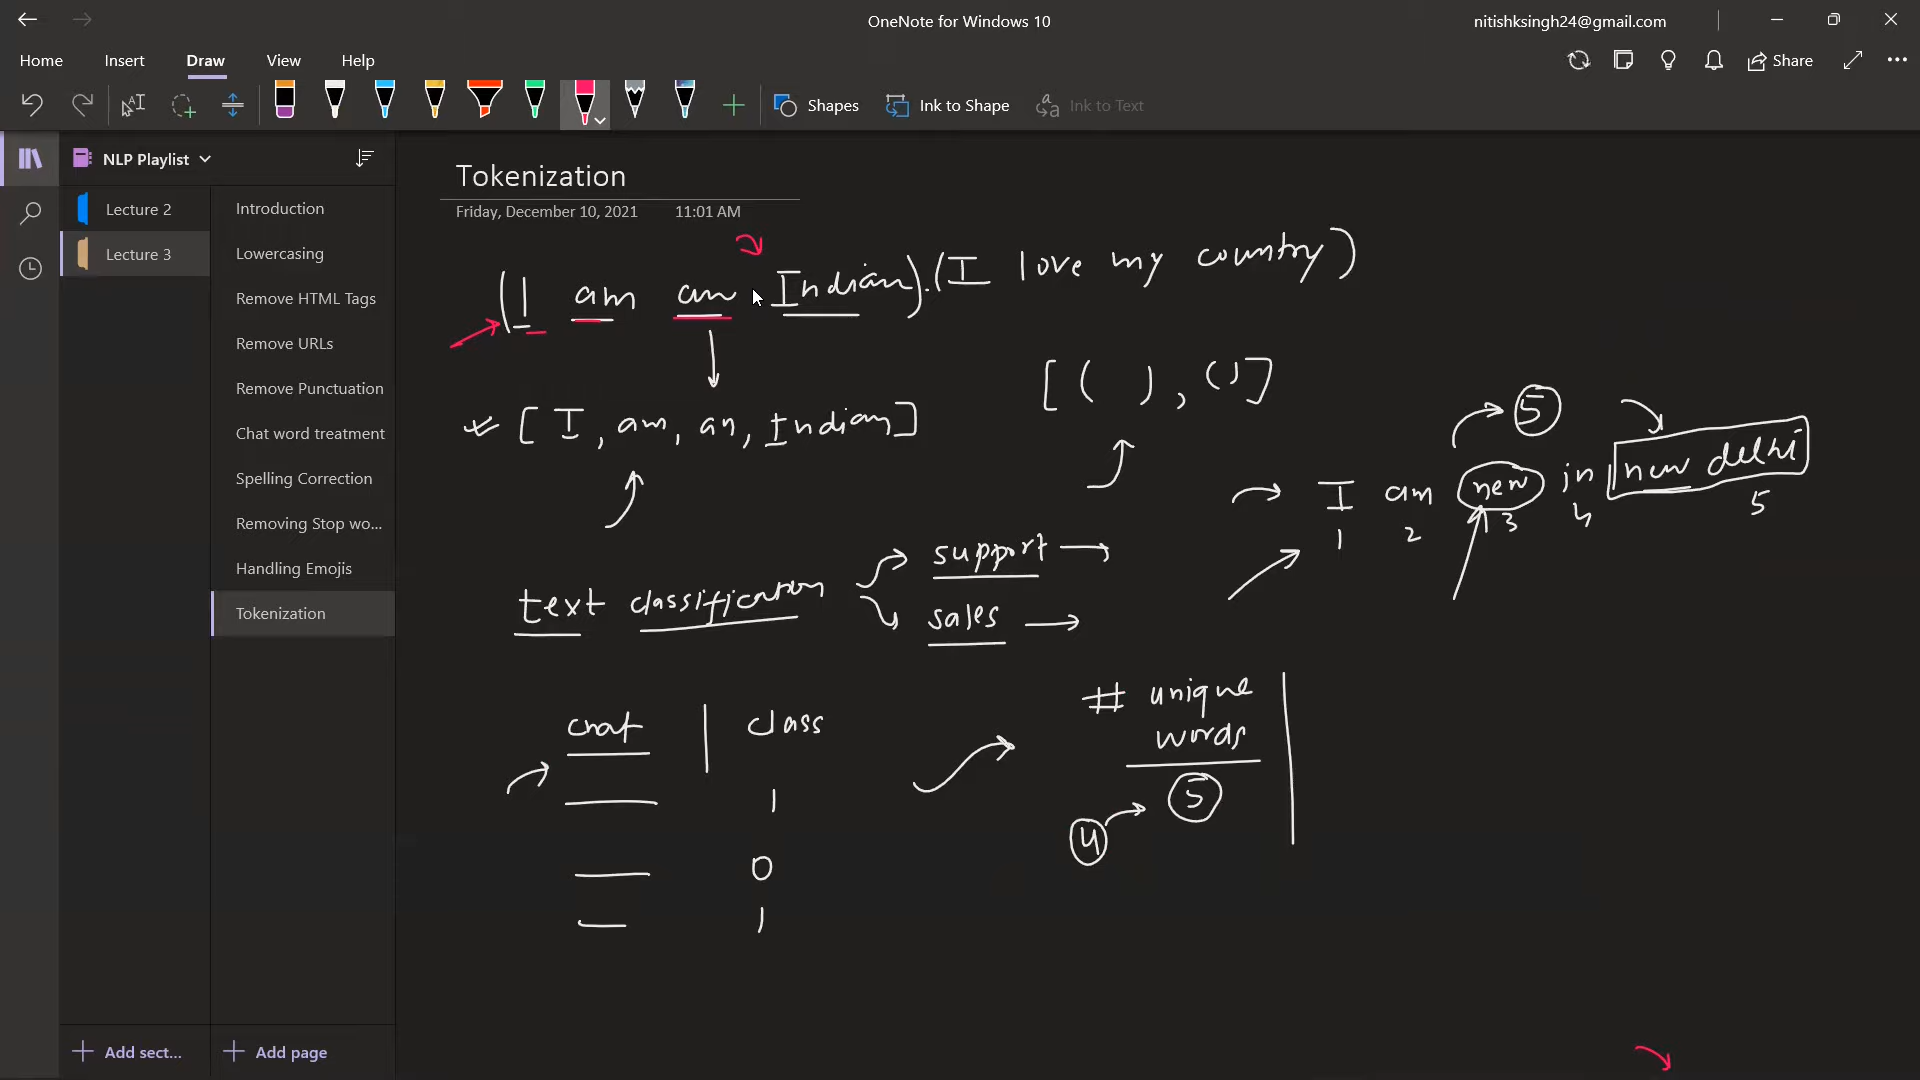 OneNote for Windows 10
nitishksingh24@gmail.com
Home Insert Draw View Help
Share
Shapes Ink to Shape Ink to Text
NLP Playlist
Lecture 2
Lecture 3
Introduction
Lowercasing
Remove HTML Tags
Remove URLs
Remove Punctuation
Chat word treatment
Spelling Correction
Removing Stop wo...
Handling Emojis
Tokenization
Add sect...
Add page
Tokenization
Friday, December 10, 2021 11:01 AM
(I am an Indian).(I love my country)
[( ), ()]
[I, am, an, Indian]
5
I am new in new delhi
1 2 3 4 5
text classification
support
sales
chat | class
1
0
1
# unique
words
5
4